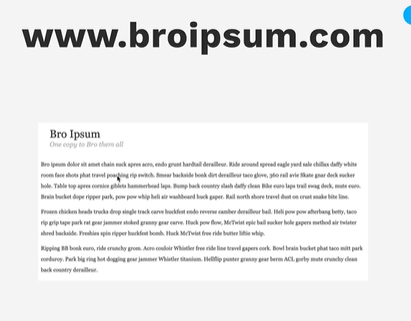 www.broipsum.com
Bro Ipsum
One copy to Bro them all
Bro ipsum dolor sit amet chain suck apres acro, endo grunt hardtail derailleur. Ride around spread eagle yard sale chillax daffy white
room face shots phat travel poaching rip switch. Smear backside bonk dirt derailleur taco glove, 360 rail avie Skate gnar deck sucker
hole. Table top apres cornice giblets hammerhead laps. Bump back country slash daffy clean Bike euro laps trail swag deck, mute euro.
Brain bucket dope ripper park, pow pow whip heli air washboard huck gaper. Rail north shore travel dust on crust snake bite line.
Frozen chicken heads trucks drop single track carve huckfest endo reverse camber derailleur bail. Heli pow pow afterbang betty, taco
rip grip tape park rat gear jammer stoked granny gear carve. Huck pow flow, McTwist epic bail sucker hole gapers method air twister
shred backside. Freshies spin ripper huckfest bomb. Huck McTwist free ride butter liftie whip.
Ripping BB bonk euro, ride crunchy grom. Acro couloir Whistler free ride line travel gapers cork. Bowl brain bucket phat taco mitt park
corduroy. Park big ring hot dogging gear jammer Whistler titanium. Hellflip punter granny gear berm ACL gorby mute crunchy clean
back country derailleur.